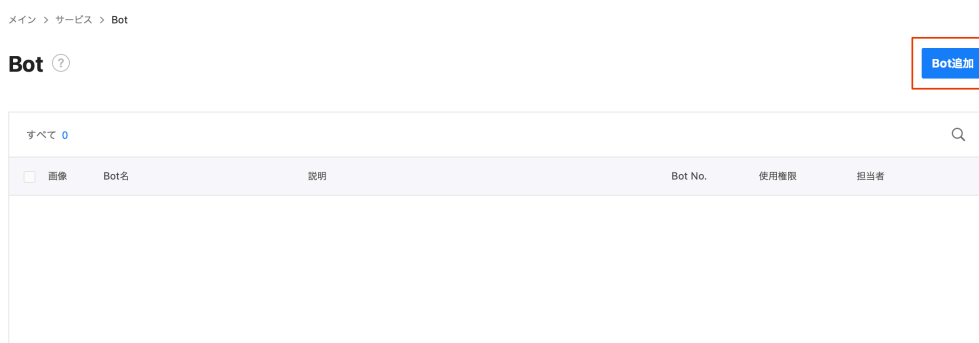 メイン > サービス > Bot
Bot ?
Bot追加
すべて 0
画像 Bot名 説明 Bot No. 使用権限 担当者